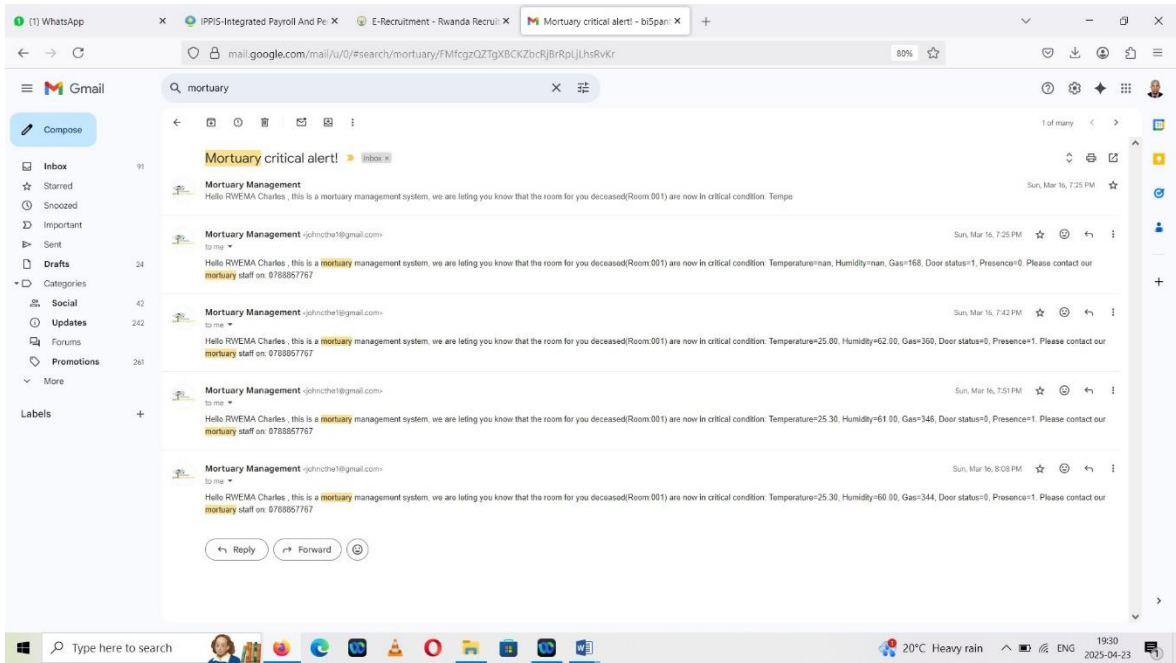 (1) WhatsApp
IPPIS-Integrated Payroll And Pe
E-Recruitment - Rwanda Recruit
Mortuary critical alert! - bi5pan
mail.google.com/mail/u/0/#search/mortuary/FMfcgzQZTgXBCKZbcRjBrRpLjLhsRvKr
80%
Gmail
mortuary
Compose
1 of many
Mortuary critical alert!
Inbox x
Inbox 91
Starred
Snoozed
Important
Sent
Drafts 24
Categories
Social 42
Updates 242
Forums
Promotions 261
More
Labels
Mortuary Management
Sun, Mar 16, 7:25 PM
Hello RWEMA Charles , this is a mortuary management system, we are leting you know that the room for you deceased(Room:001) are now in critical condition: Tempe
Mortuary Management <johncthe1@gmail.com>
Sun, Mar 16, 7:25 PM
to me
Hello RWEMA Charles , this is a mortuary management system, we are leting you know that the room for you deceased(Room:001) are now in critical condition: Temperature=nan, Humidity=nan, Gas=168, Door status=1, Presence=0. Please contact our
mortuary staff on: 0788857767
Mortuary Management <johncthe1@gmail.com>
Sun, Mar 16, 7:42 PM
to me
Hello RWEMA Charles , this is a mortuary management system, we are leting you know that the room for you deceased(Room:001) are now in critical condition: Temperature=25.80, Humidity=62.00, Gas=360, Door status=0, Presence=1. Please contact our
mortuary staff on: 0788857767
Mortuary Management <johncthe1@gmail.com>
Sun, Mar 16, 7:51 PM
to me
Hello RWEMA Charles , this is a mortuary management system, we are leting you know that the room for you deceased(Room:001) are now in critical condition: Temperature=25.30, Humidity=61.00, Gas=346, Door status=0, Presence=1. Please contact our
mortuary staff on: 0788857767
Mortuary Management <johncthe1@gmail.com>
Sun, Mar 16, 8:08 PM
to me
Hello RWEMA Charles , this is a mortuary management system, we are leting you know that the room for you deceased(Room:001) are now in critical condition: Temperature=25.30, Humidity=60.00, Gas=344, Door status=0, Presence=1. Please contact our
mortuary staff on: 0788857767
Reply
Forward
Type here to search
20°C Heavy rain
ENG
19:30
2025-04-23